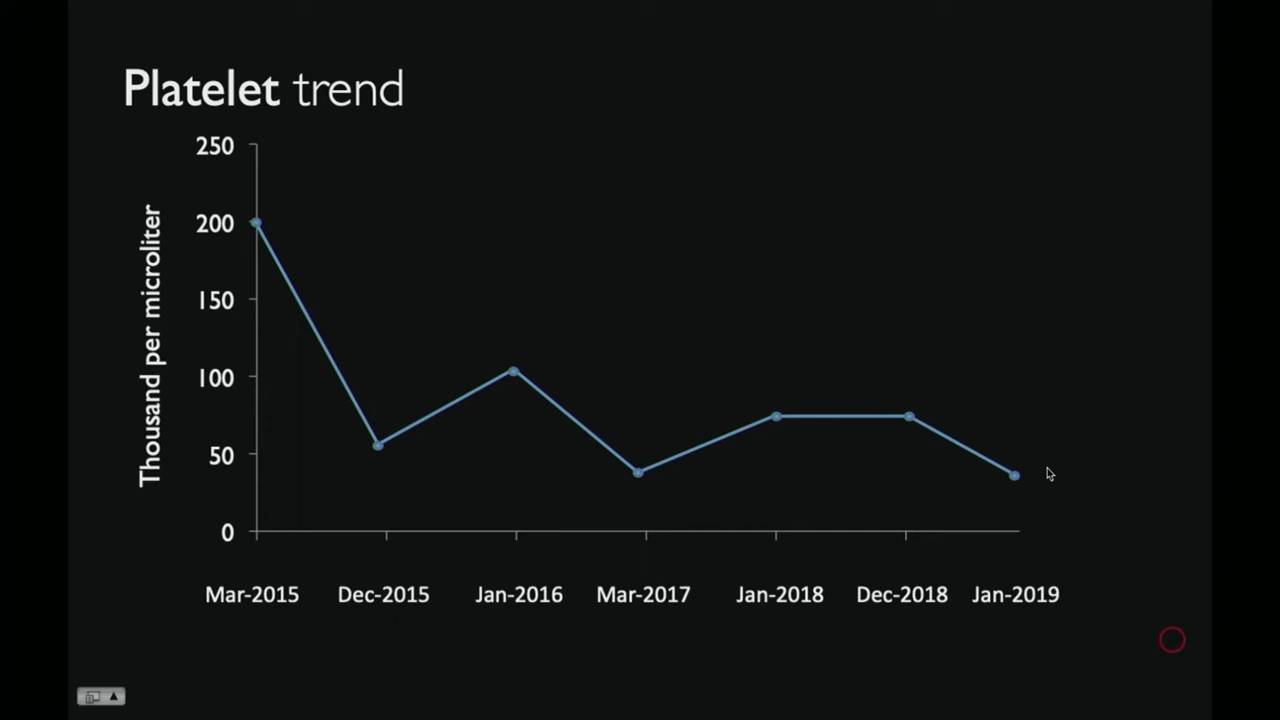 Platelet trend
250
200
150
100
50
0
Thousand per microliter
Mar-2015 Dec-2015 Jan-2016 Mar-2017 Jan-2018 Dec-2018 Jan-2019